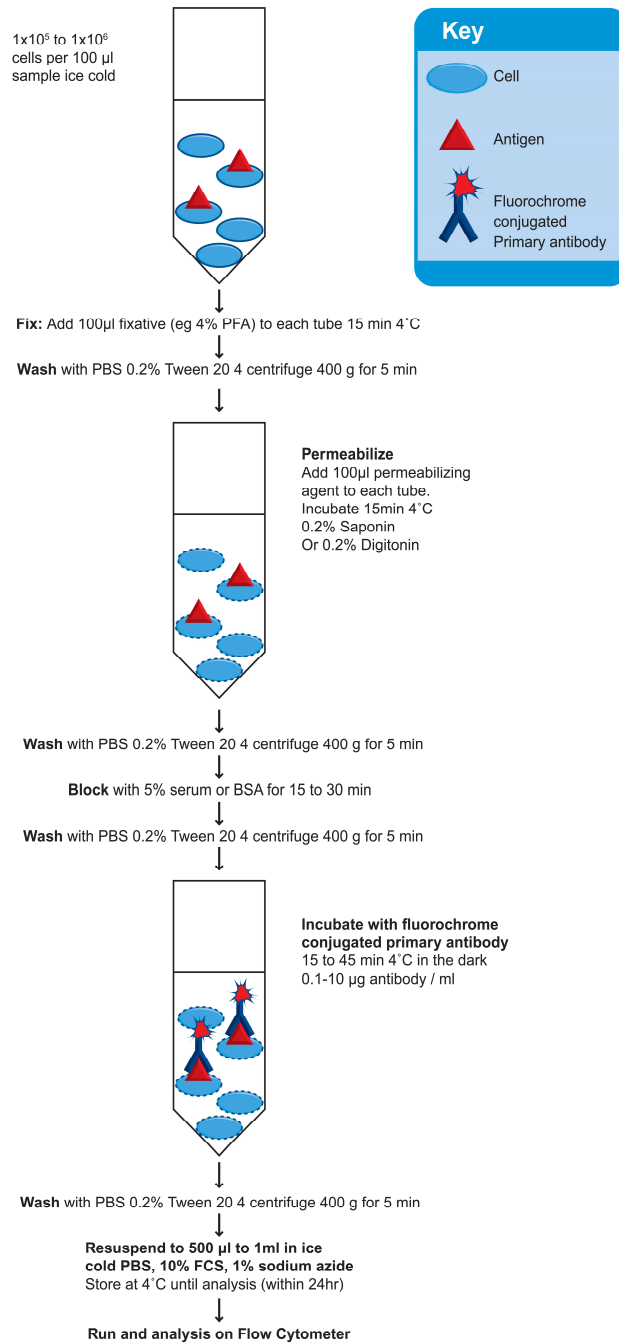 1x10⁵ to 1x10⁶
cells per 100 µl
sample ice cold
Key
Cell
Antigen
Fluorochrome
conjugated
Primary antibody
Fix: Add 100µl fixative (eg 4% PFA) to each tube 15 min 4˚C
Wash with PBS 0.2% Tween 20 4 centrifuge 400 g for 5 min
Permeabilize
Add 100µl permeabilizing
agent to each tube.
Incubate 15min 4˚C
0.2% Saponin
Or 0.2% Digitonin
Wash with PBS 0.2% Tween 20 4 centrifuge 400 g for 5 min
Block with 5% serum or BSA for 15 to 30 min
Wash with PBS 0.2% Tween 20 4 centrifuge 400 g for 5 min
Incubate with fluorochrome
conjugated primary antibody
15 to 45 min 4˚C in the dark
0.1-10 µg antibody / ml
Wash with PBS 0.2% Tween 20 4 centrifuge 400 g for 5 min
Resuspend to 500 µl to 1ml in ice
cold PBS, 10% FCS, 1% sodium azide
Store at 4˚C until analysis (within 24hr)
Run and analysis on Flow Cytometer